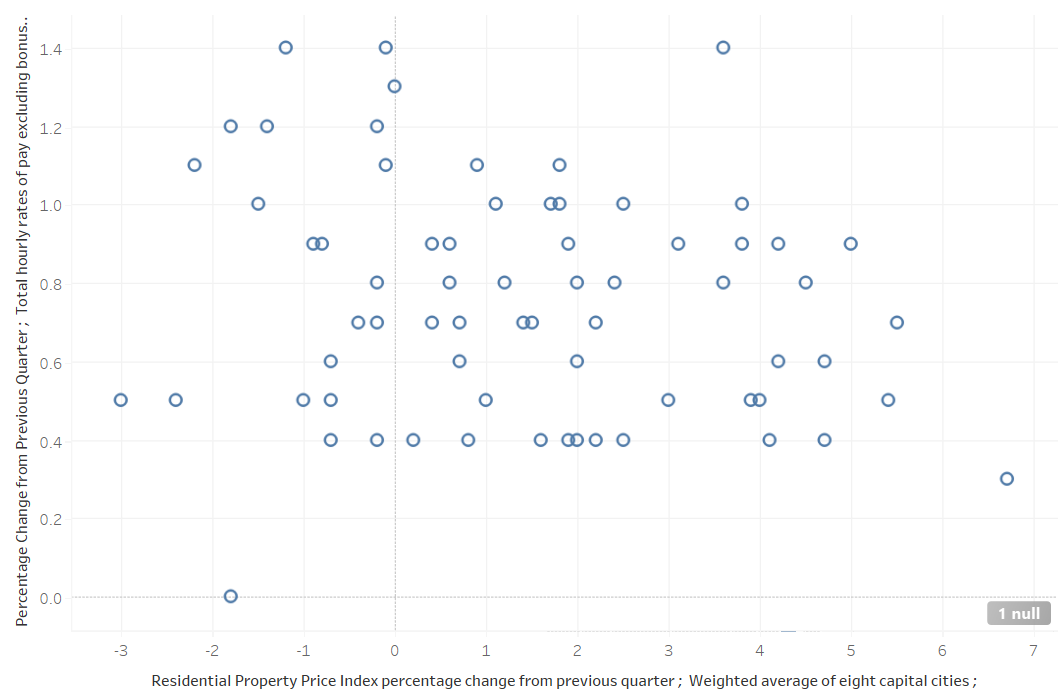 Percentage Change from Previous Quarter ;  Total hourly rates of pay excluding bonus..
1.4
1.2
1.0
0.8
0.6
0.4
0.2
0.0
1 null
-3 -2 -1 0 1 2 3 4 5 6 7
Residential Property Price Index percentage change from previous quarter ;  Weighted average of eight capital cities ;